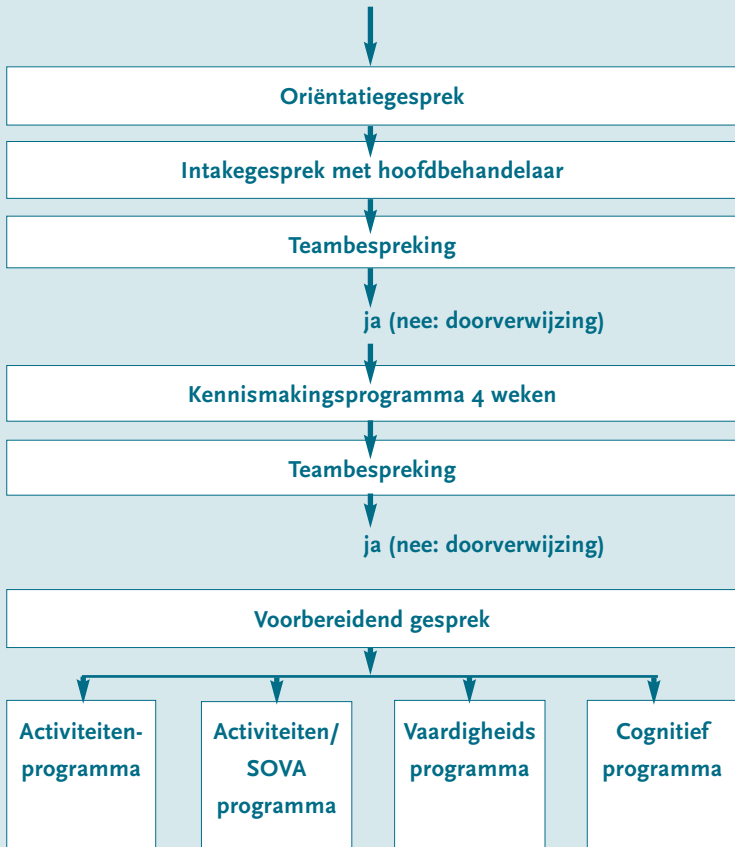 Oriëntatiegesprek
Intakegesprek met hoofdbehandelaar
Teambespreking
ja (nee: doorverwijzing)
Kennismakingsprogramma 4 weken
Teambespreking
ja (nee: doorverwijzing)
Voorbereidend gesprek
Activiteiten-
programma
Activiteiten/
SOVA
programma
Vaardigheids
programma
Cognitief
programma